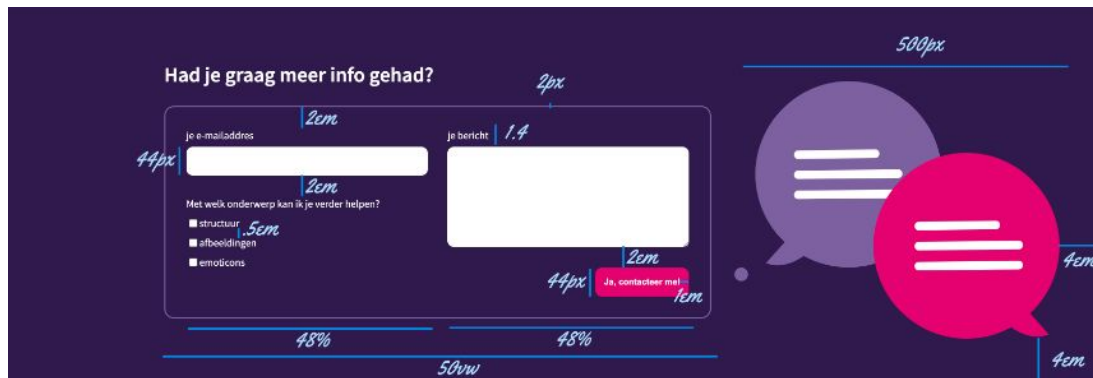 500px
Had je graag meer info gehad?
2px
2em
je e-mailaddres
je bericht
1.4
44px
2em
Met welk onderwerp kan ik je verder helpen?
structuur
.5em
afbeeldingen
emoticons
2em
44px
Ja, contacteer me!
1em
4em
48%
48%
50vw
4em